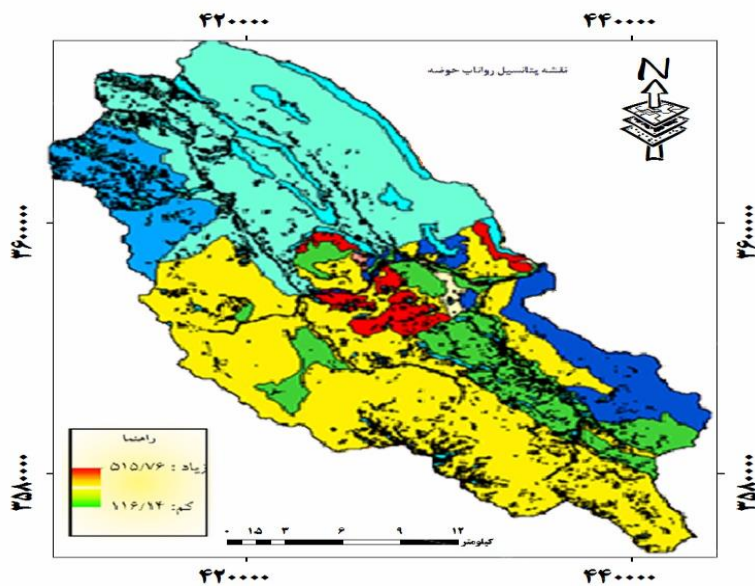 ۴۲۰۰۰۰ ۴۴۰۰۰۰
نقشه پتانسیل رواناب حوضه
N
۳۶۰۰۰۰۰ ۳۶۰۰۰۰۰
راهنما
زیاد : ۵۱۵/۷۶
کم: ۱۱۶/۱۴
۳۵۸۰۰۰۰ ۳۵۸۰۰۰۰
۰ ۱.۵ ۳ ۶ ۹ ۱۲
کیلومتر
۴۲۰۰۰۰ ۴۴۰۰۰۰